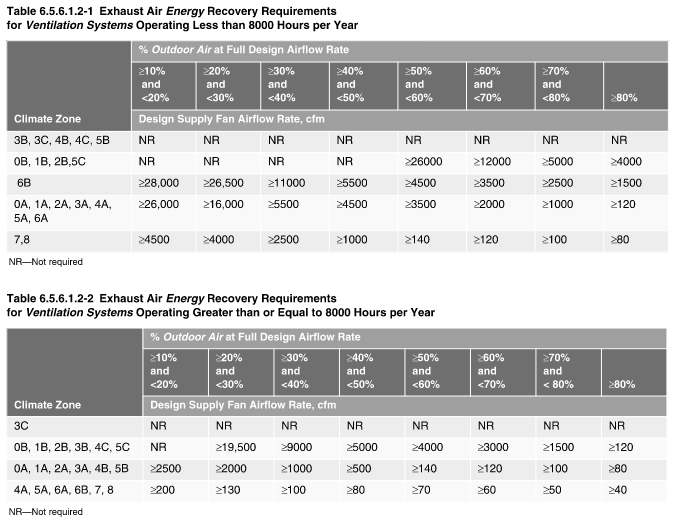 Table 6.5.6.1.2-1 Exhaust Air Energy Recovery Requirements
for Ventilation Systems Operating Less than 8000 Hours per Year
% Outdoor Air at Full Design Airflow Rate
≥10% and <20% ≥20% and <30% ≥30% and <40% ≥40% and <50% ≥50% and <60% ≥60% and <70% ≥70% and <80% ≥80%
Climate Zone Design Supply Fan Airflow Rate, cfm
3B, 3C, 4B, 4C, 5B NR NR NR NR NR NR NR NR
0B, 1B, 2B,5C NR NR NR NR ≥26000 ≥12000 ≥5000 ≥4000
6B ≥28,000 ≥26,500 ≥11000 ≥5500 ≥4500 ≥3500 ≥2500 ≥1500
0A, 1A, 2A, 3A, 4A, ≥26,000 ≥16,000 ≥5500 ≥4500 ≥3500 ≥2000 ≥1000 ≥120
5A, 6A
7,8 ≥4500 ≥4000 ≥2500 ≥1000 ≥140 ≥120 ≥100 ≥80
NR—Not required
Table 6.5.6.1.2-2 Exhaust Air Energy Recovery Requirements
for Ventilation Systems Operating Greater than or Equal to 8000 Hours per Year
% Outdoor Air at Full Design Airflow Rate
≥10% and <20% ≥20% and <30% ≥30% and <40% ≥40% and <50% ≥50% and <60% ≥60% and <70% ≥70% and < 80% ≥80%
Climate Zone Design Supply Fan Airflow Rate, cfm
3C NR NR NR NR NR NR NR NR
0B, 1B, 2B, 3B, 4C, 5C NR ≥19,500 ≥9000 ≥5000 ≥4000 ≥3000 ≥1500 ≥120
0A, 1A, 2A, 3A, 4B, 5B ≥2500 ≥2000 ≥1000 ≥500 ≥140 ≥120 ≥100 ≥80
4A, 5A, 6A, 6B, 7, 8 ≥200 ≥130 ≥100 ≥80 ≥70 ≥60 ≥50 ≥40
NR—Not required